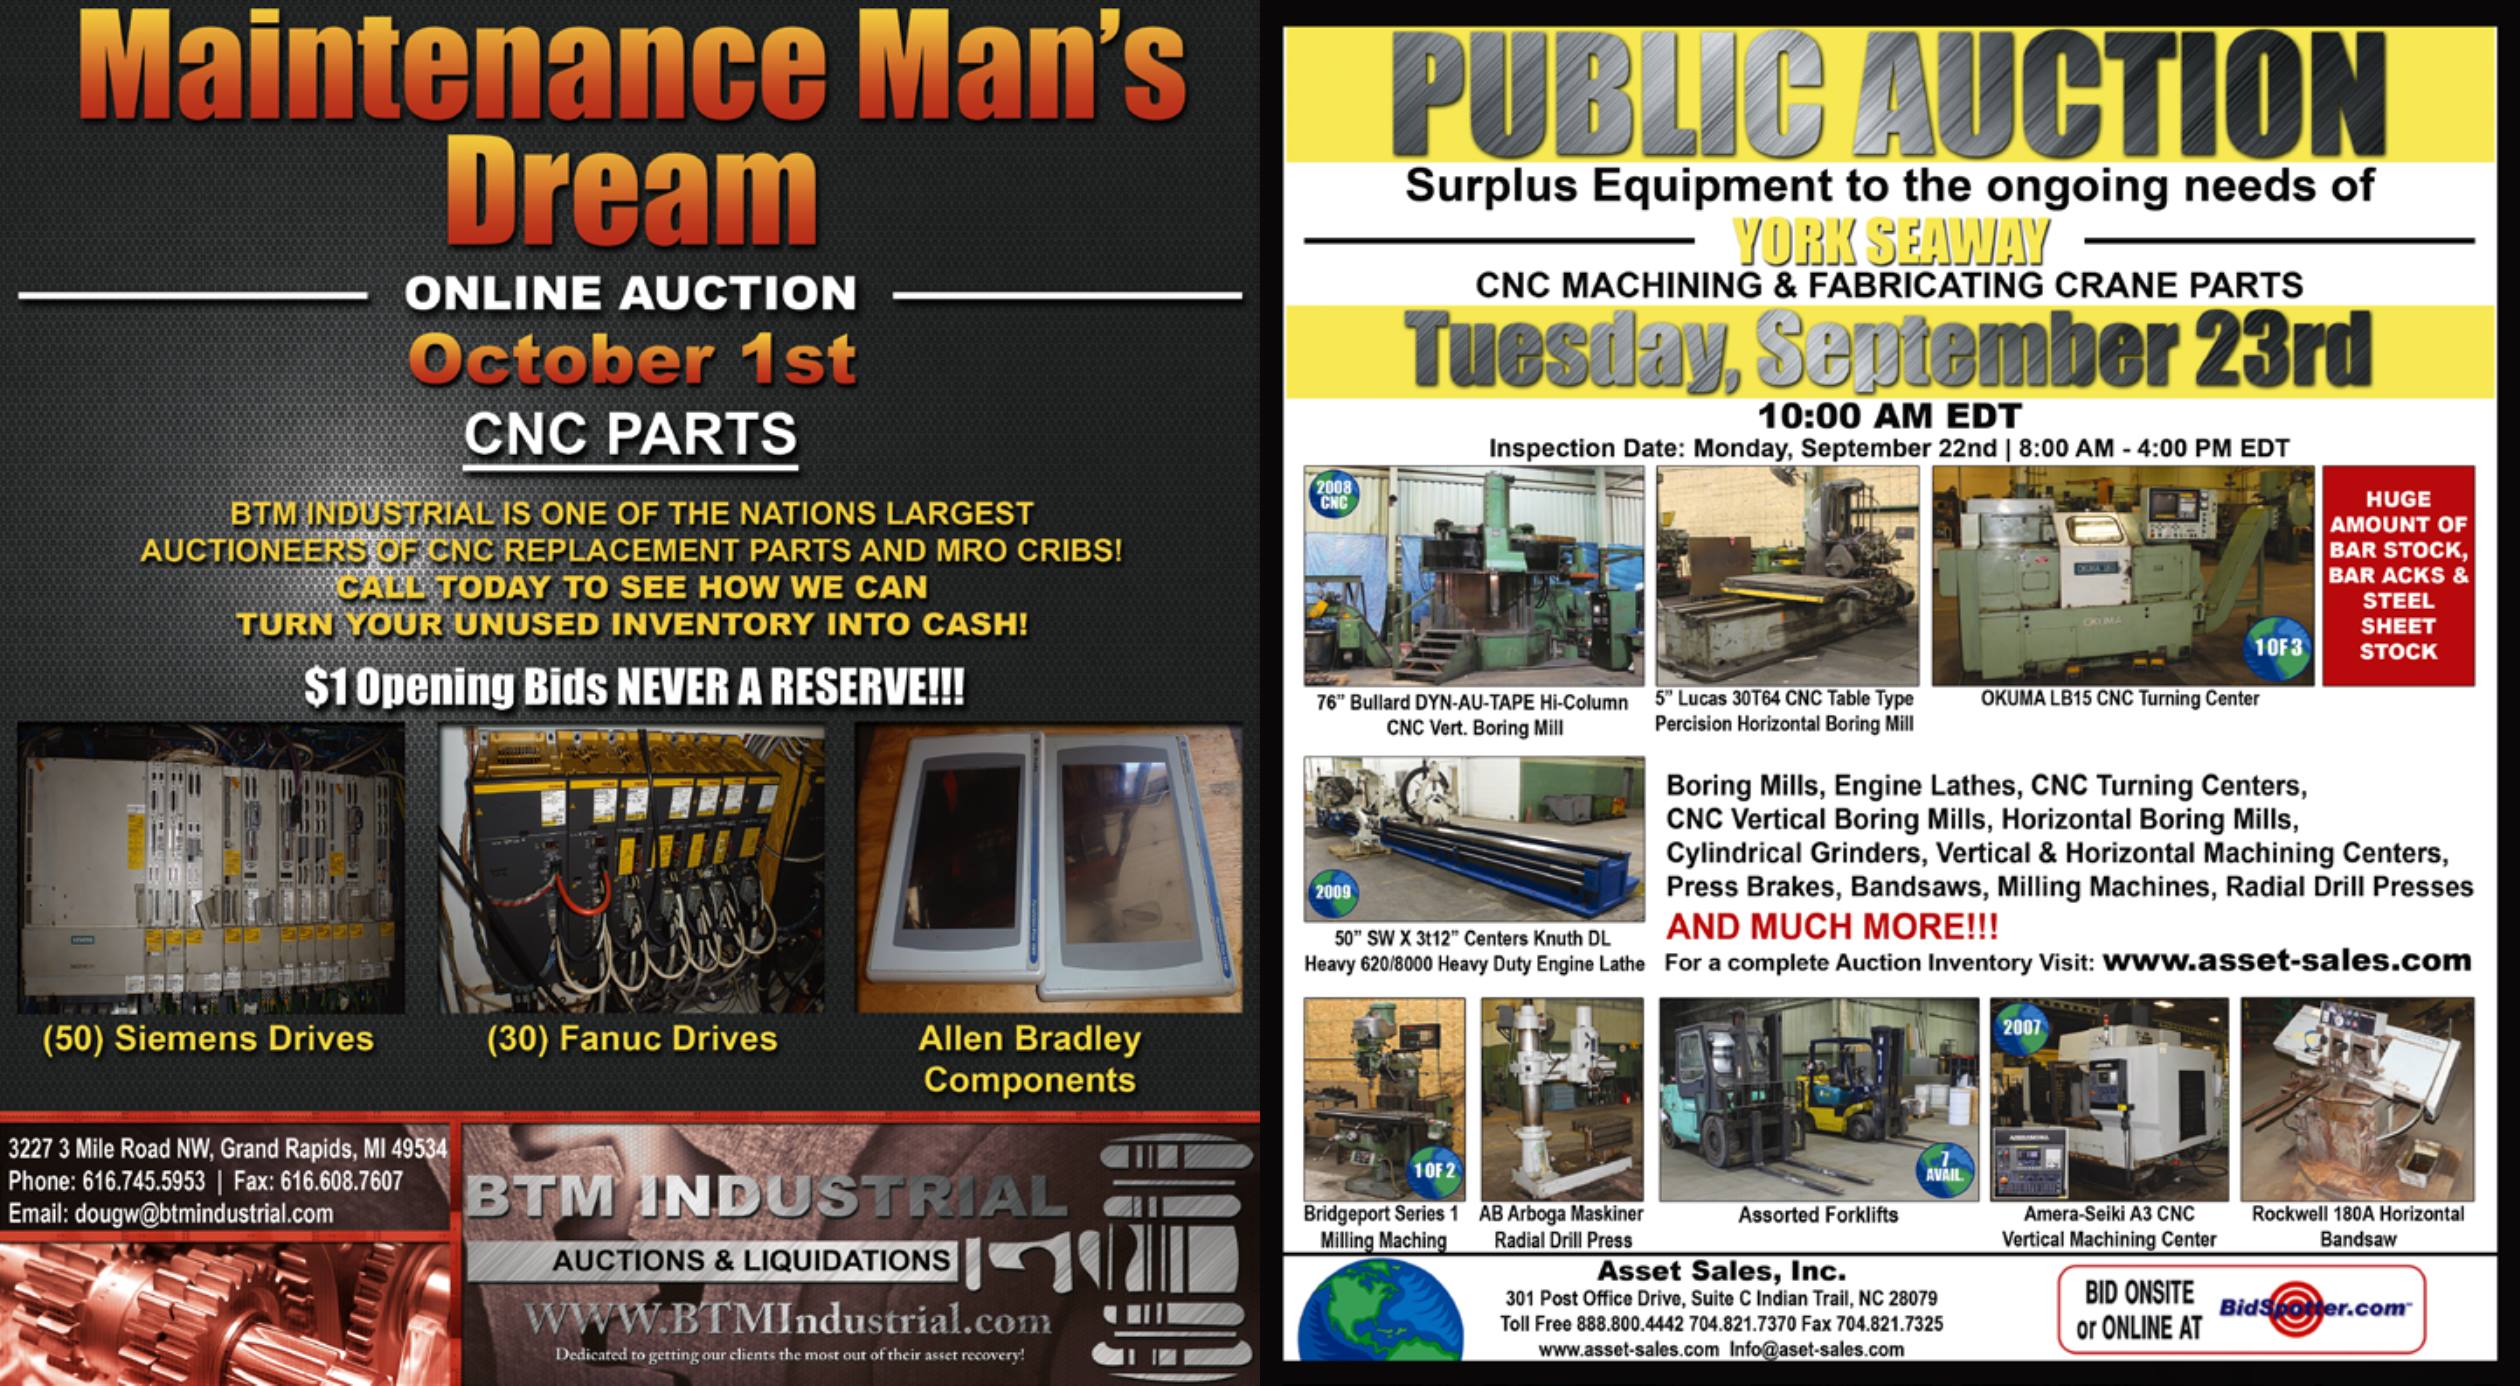 Maintenance Man's
Dream
ONLINE AUCTION
October 1st
CNC PARTS
BTM INDUSTRIAL IS ONE OF THE NATIONS LARGEST
AUCTIONEERS OF CNC REPLACEMENT PARTS AND MRO CRIBS!
CALL TODAY TO SEE HOW WE CAN
TURN YOUR UNUSED INVENTORY INTO CASH!
$1 Opening Bids NEVER A RESERVE!!!
(50) Siemens Drives
(30) Fanuc Drives
Allen Bradley
Components
3227 3 Mile Road NW, Grand Rapids, MI 49534
Phone: 616.745.5953 | Fax: 616.608.7607
Email: dougw@btmindustrial.com
BTM INDUSTRIAL
AUCTIONS & LIQUIDATIONS
WWW.BTMIndustrial.com
Dedicated to getting our clients the most out of their asset recovery!
PUBLIC AUCTION
Surplus Equipment to the ongoing needs of
YORK SEAWAY
CNC MACHINING & FABRICATING CRANE PARTS
Tuesday, September 23rd
10:00 AM EDT
Inspection Date: Monday, September 22nd | 8:00 AM - 4:00 PM EDT
2008
CNC
OKUMA
1 OF 3
HUGE
AMOUNT OF
BAR STOCK,
BAR ACKS &
STEEL
SHEET
STOCK
76” Bullard DYN-AU-TAPE Hi-Column
CNC Vert. Boring Mill
5” Lucas 30T64 CNC Table Type
Percision Horizontal Boring Mill
OKUMA LB15 CNC Turning Center
2009
50” SW X 3t12” Centers Knuth DL
Heavy 620/8000 Heavy Duty Engine Lathe
Boring Mills, Engine Lathes, CNC Turning Centers,
CNC Vertical Boring Mills, Horizontal Boring Mills,
Cylindrical Grinders, Vertical & Horizontal Machining Centers,
Press Brakes, Bandsaws, Milling Machines, Radial Drill Presses
AND MUCH MORE!!!
For a complete Auction Inventory Visit: www.asset-sales.com
1 OF 2
7
AVAIL.
2007
Bridgeport Series 1
Milling Maching
AB Arboga Maskiner
Radial Drill Press
Assorted Forklifts
Amera-Seiki A3 CNC
Vertical Machining Center
Rockwell 180A Horizontal
Bandsaw
Asset Sales, Inc.
301 Post Office Drive, Suite C Indian Trail, NC 28079
Toll Free 888.800.4442 704.821.7370 Fax 704.821.7325
www.asset-sales.com Info@aset-sales.com
BID ONSITE
or ONLINE AT
BidSpotter.com